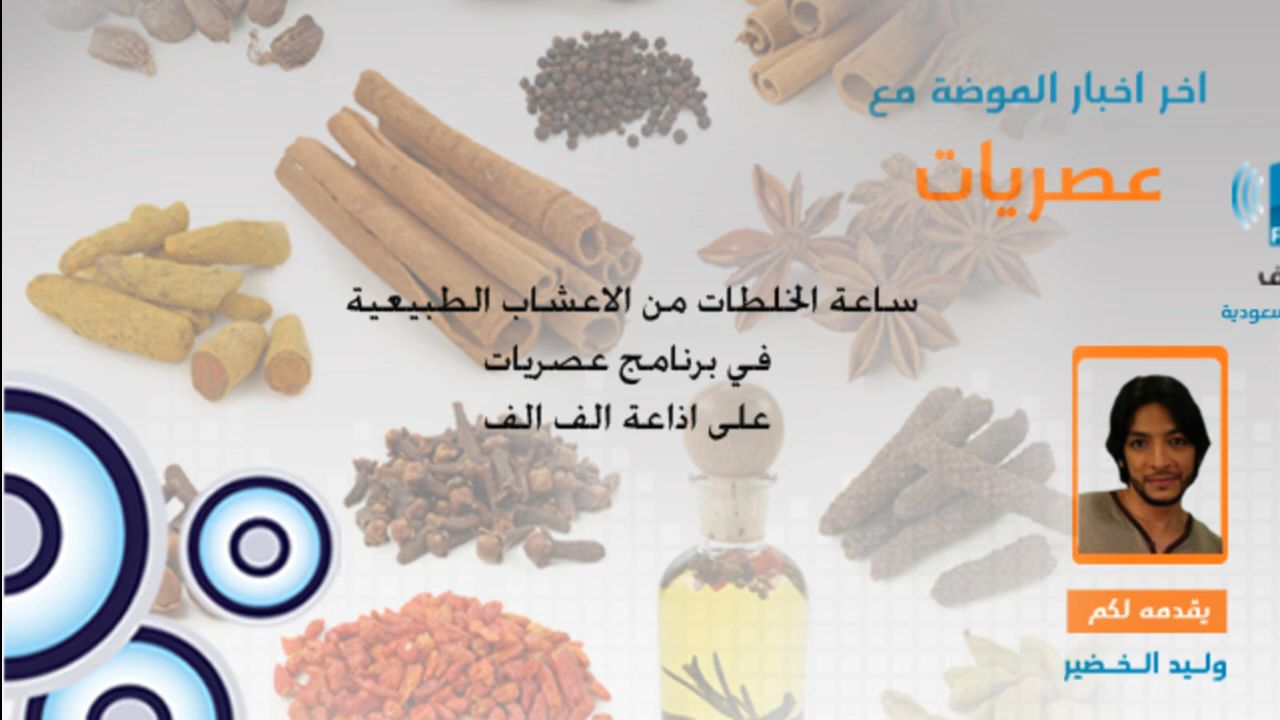 اخر اخبار الموضة مع
عصريات
سعودية
ساعة الخلطات من الاعشاب الطبيعية
في برنامج عصريات
على اذاعة الف الف
يقدمه لكم
وليد الخضير